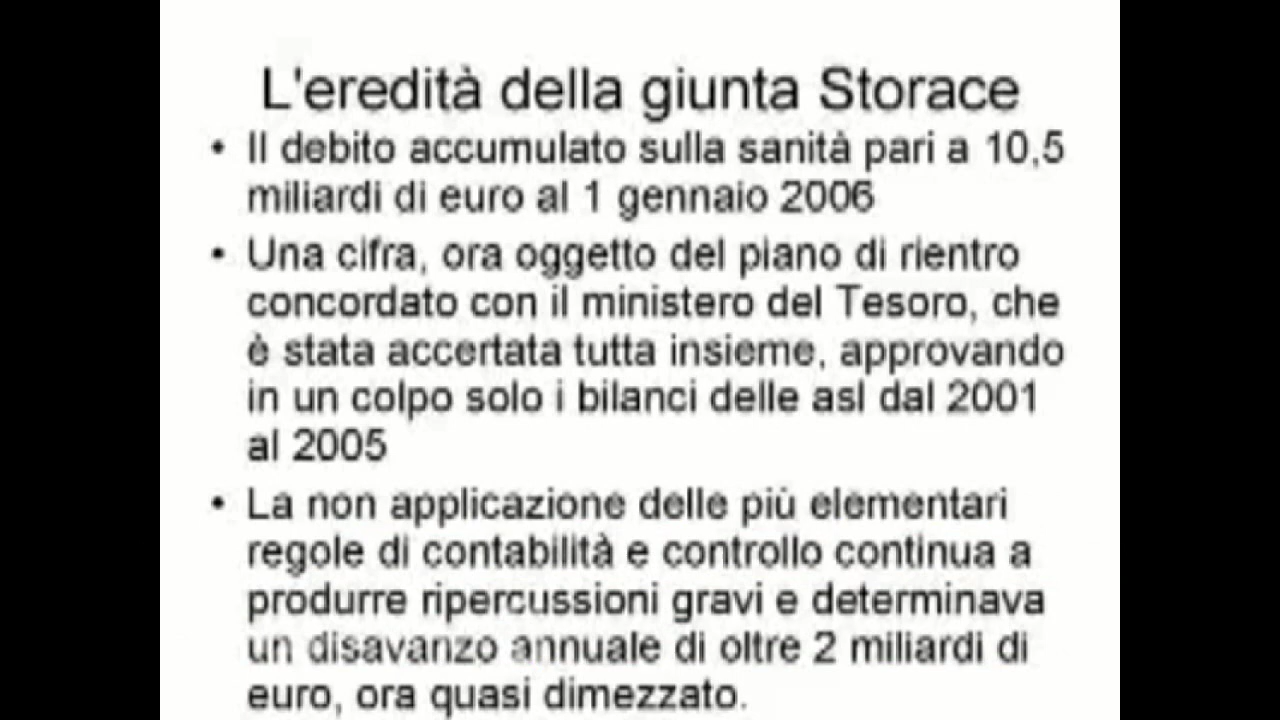 L'eredità della giunta Storace
• Il debito accumulato sulla sanità pari a 10,5
miliardi di euro al 1 gennaio 2006
• Una cifra, ora oggetto del piano di rientro
concordato con il ministero del Tesoro, che
è stata accertata tutta insieme, approvando
in un colpo solo i bilanci delle asl dal 2001
al 2005
• La non applicazione delle più elementari
regole di contabilità e controllo continua a
produrre ripercussioni gravi e determinava
un disavanzo annuale di oltre 2 miliardi di
euro, ora quasi dimezzato.